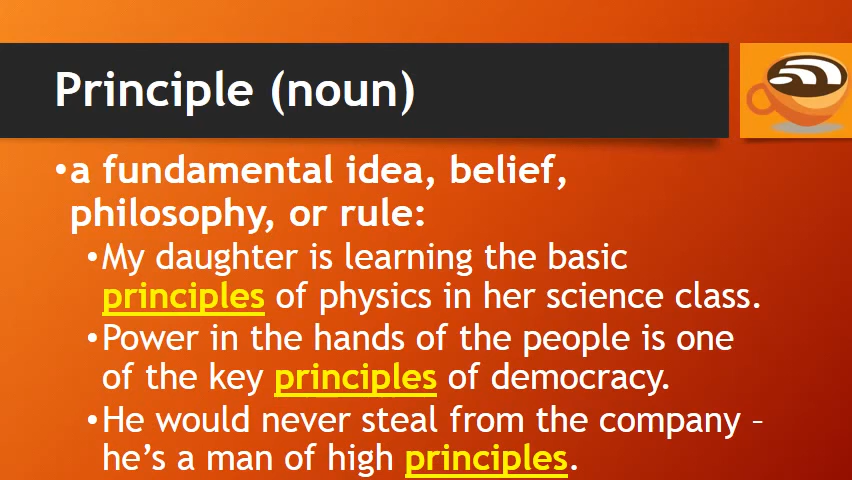 Principle (noun)
•a fundamental idea, belief,
philosophy, or rule:
•My daughter is learning the basic
principles of physics in her science class.
•Power in the hands of the people is one
of the key principles of democracy.
•He would never steal from the company –
he’s a man of high principles.